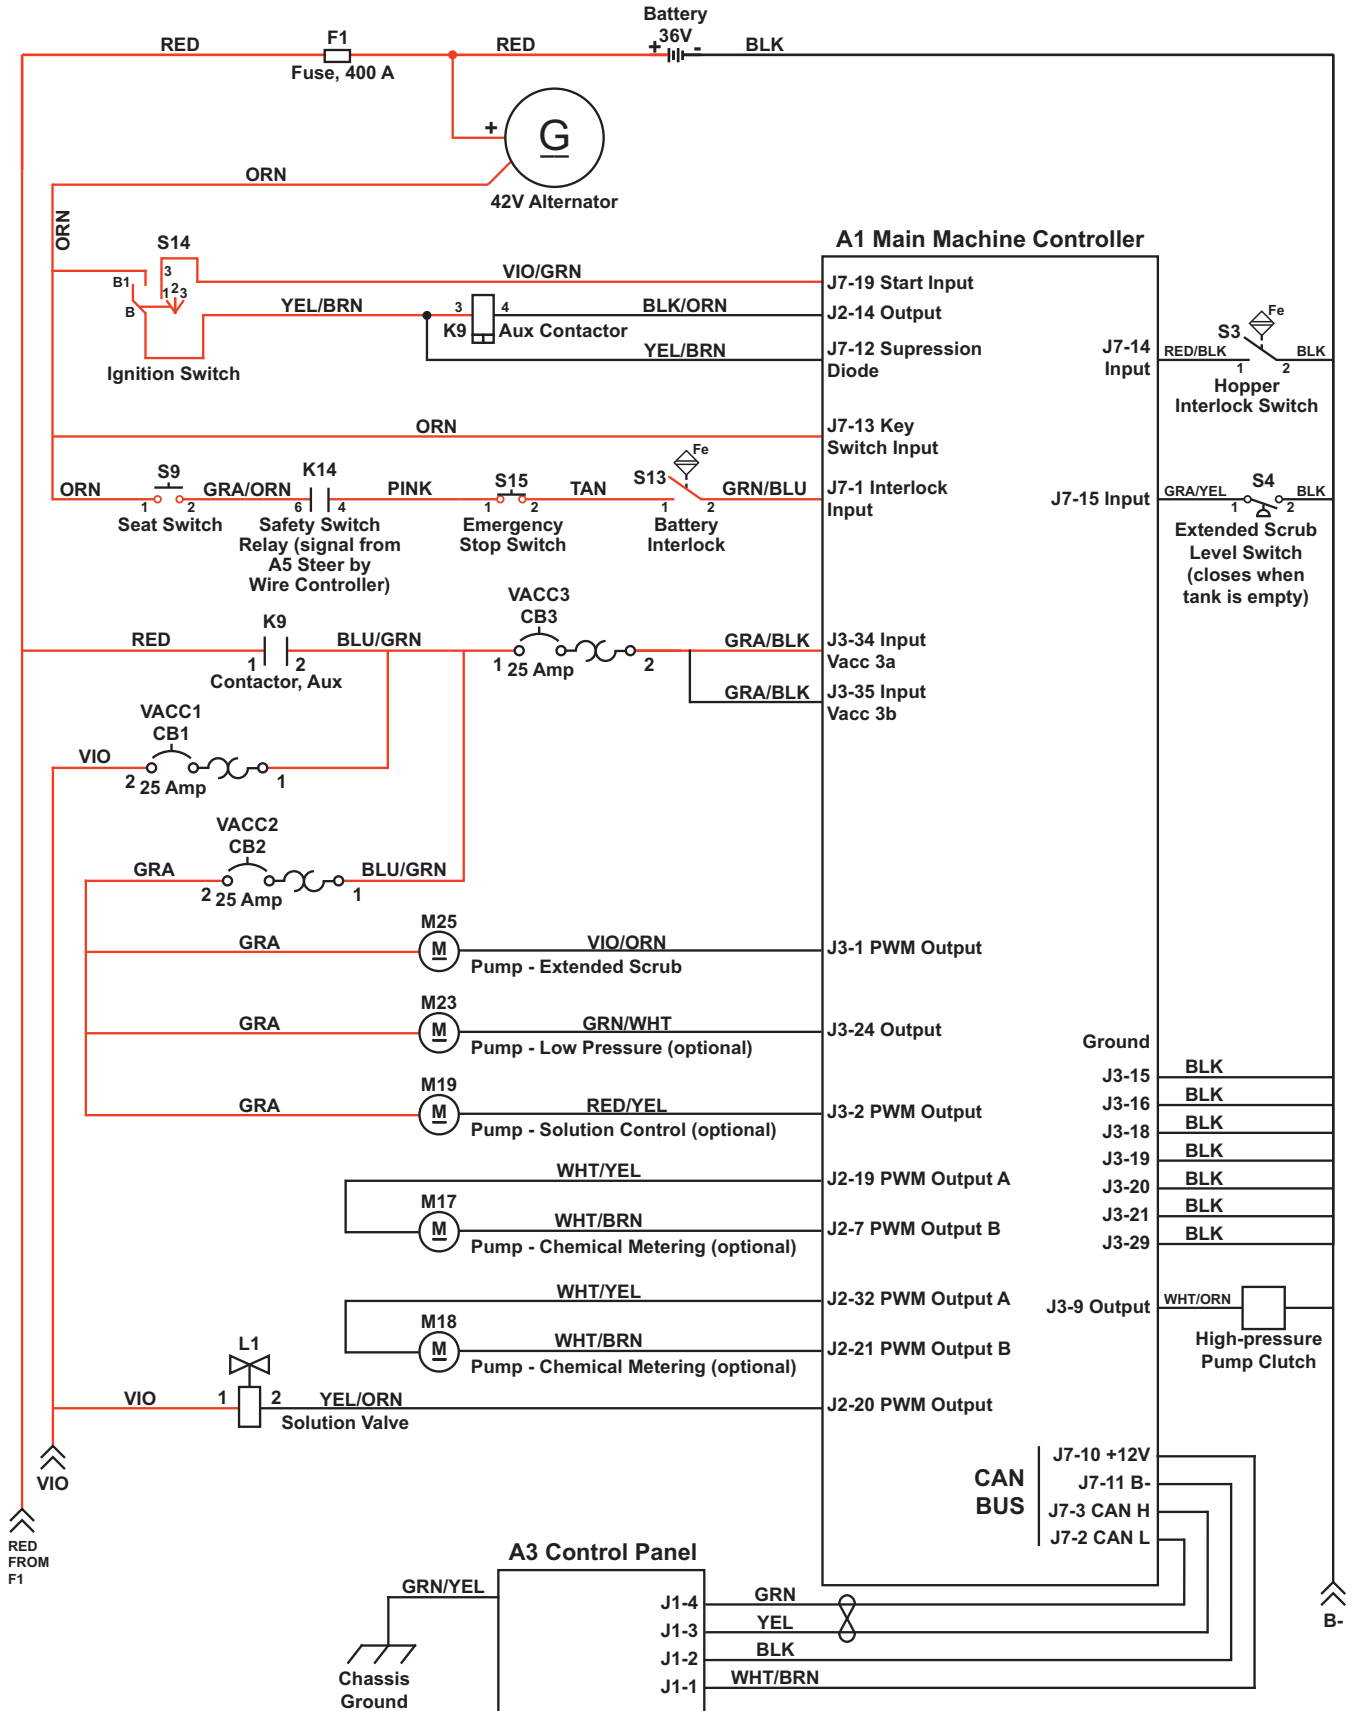 Battery
36V
+ -
RED
F1
RED
BLK
Fuse, 400 A
+
G
ORN
42V Alternator
ORN
S14
A1 Main Machine Controller
3
B1
1 2 3
B
VIO/GRN
J7-19 Start Input
YEL/BRN
3
4
BLK/ORN
J2-14 Output
K9
Aux Contactor
YEL/BRN
J7-12 Supression
Diode
Ignition Switch
J7-14
Input
RED/BLK
S3
Fe
BLK
1
2
Hopper
Interlock Switch
ORN
J7-13 Key
Switch Input
ORN
S9
1
2
Seat Switch
GRA/ORN
K14
6
4
Safety Switch
Relay (signal from
A5 Steer by
Wire Controller)
PINK
S15
1
2
Emergency
Stop Switch
TAN
S13
Fe
1
2
Battery
Interlock
GRN/BLU
J7-1 Interlock
Input
J7-15 Input
GRA/YEL
S4
BLK
1
2
Extended Scrub
Level Switch
(closes when
tank is empty)
RED
K9
1
2
Contactor, Aux
BLU/GRN
VACC3
CB3
1
25 Amp
2
GRA/BLK
J3-34 Input
Vacc 3a
GRA/BLK
J3-35 Input
Vacc 3b
VACC1
CB1
VIO
2
25 Amp
1
VACC2
CB2
GRA
2
25 Amp
1
BLU/GRN
M25
GRA
M
VIO/ORN
J3-1 PWM Output
Pump - Extended Scrub
M23
GRA
M
GRN/WHT
J3-24 Output
Pump - Low Pressure (optional)
M19
GRA
M
RED/YEL
J3-2 PWM Output
Pump - Solution Control (optional)
Ground
J3-15
BLK
J3-16
BLK
J3-18
BLK
J3-19
BLK
J3-20
BLK
J3-21
BLK
J3-29
BLK
WHT/YEL
J2-19 PWM Output A
M17
M
WHT/BRN
J2-7 PWM Output B
Pump - Chemical Metering (optional)
WHT/YEL
J2-32 PWM Output A
M18
M
WHT/BRN
J2-21 PWM Output B
Pump - Chemical Metering (optional)
J3-9 Output
WHT/ORN
High-pressure
Pump Clutch
L1
VIO
1
2
YEL/ORN
J2-20 PWM Output
Solution Valve
VIO
RED
FROM
F1
CAN
BUS
J7-10 +12V
J7-11 B-
J7-3 CAN H
J7-2 CAN L
A3 Control Panel
GRN/YEL
Chassis
Ground
J1-4
GRN
J1-3
YEL
J1-2
BLK
J1-1
WHT/BRN
B-